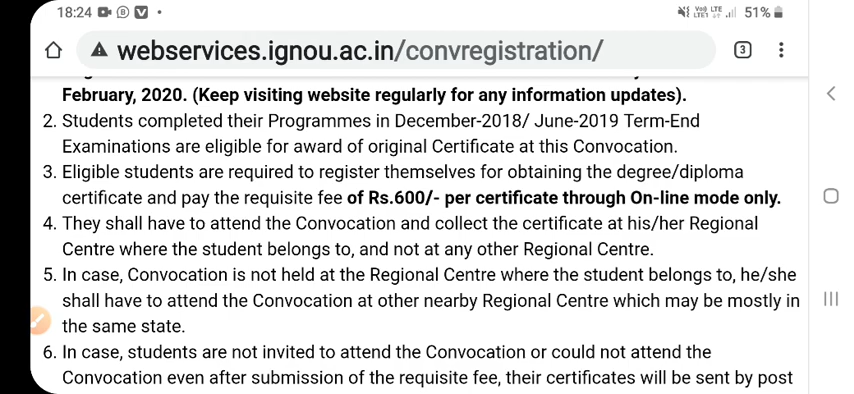 18:24
51%
webservices.ignou.ac.in/convregistration/
3
February, 2020. (Keep visiting website regularly for any information updates).
2. Students completed their Programmes in December-2018/ June-2019 Term-End
Examinations are eligible for award of original Certificate at this Convocation.
3. Eligible students are required to register themselves for obtaining the degree/diploma
certificate and pay the requisite fee of Rs.600/- per certificate through On-line mode only.
4. They shall have to attend the Convocation and collect the certificate at his/her Regional
Centre where the student belongs to, and not at any other Regional Centre.
5. In case, Convocation is not held at the Regional Centre where the student belongs to, he/she
shall have to attend the Convocation at other nearby Regional Centre which may be mostly in
the same state.
6. In case, students are not invited to attend the Convocation or could not attend the
Convocation even after submission of the requisite fee, their certificates will be sent by post